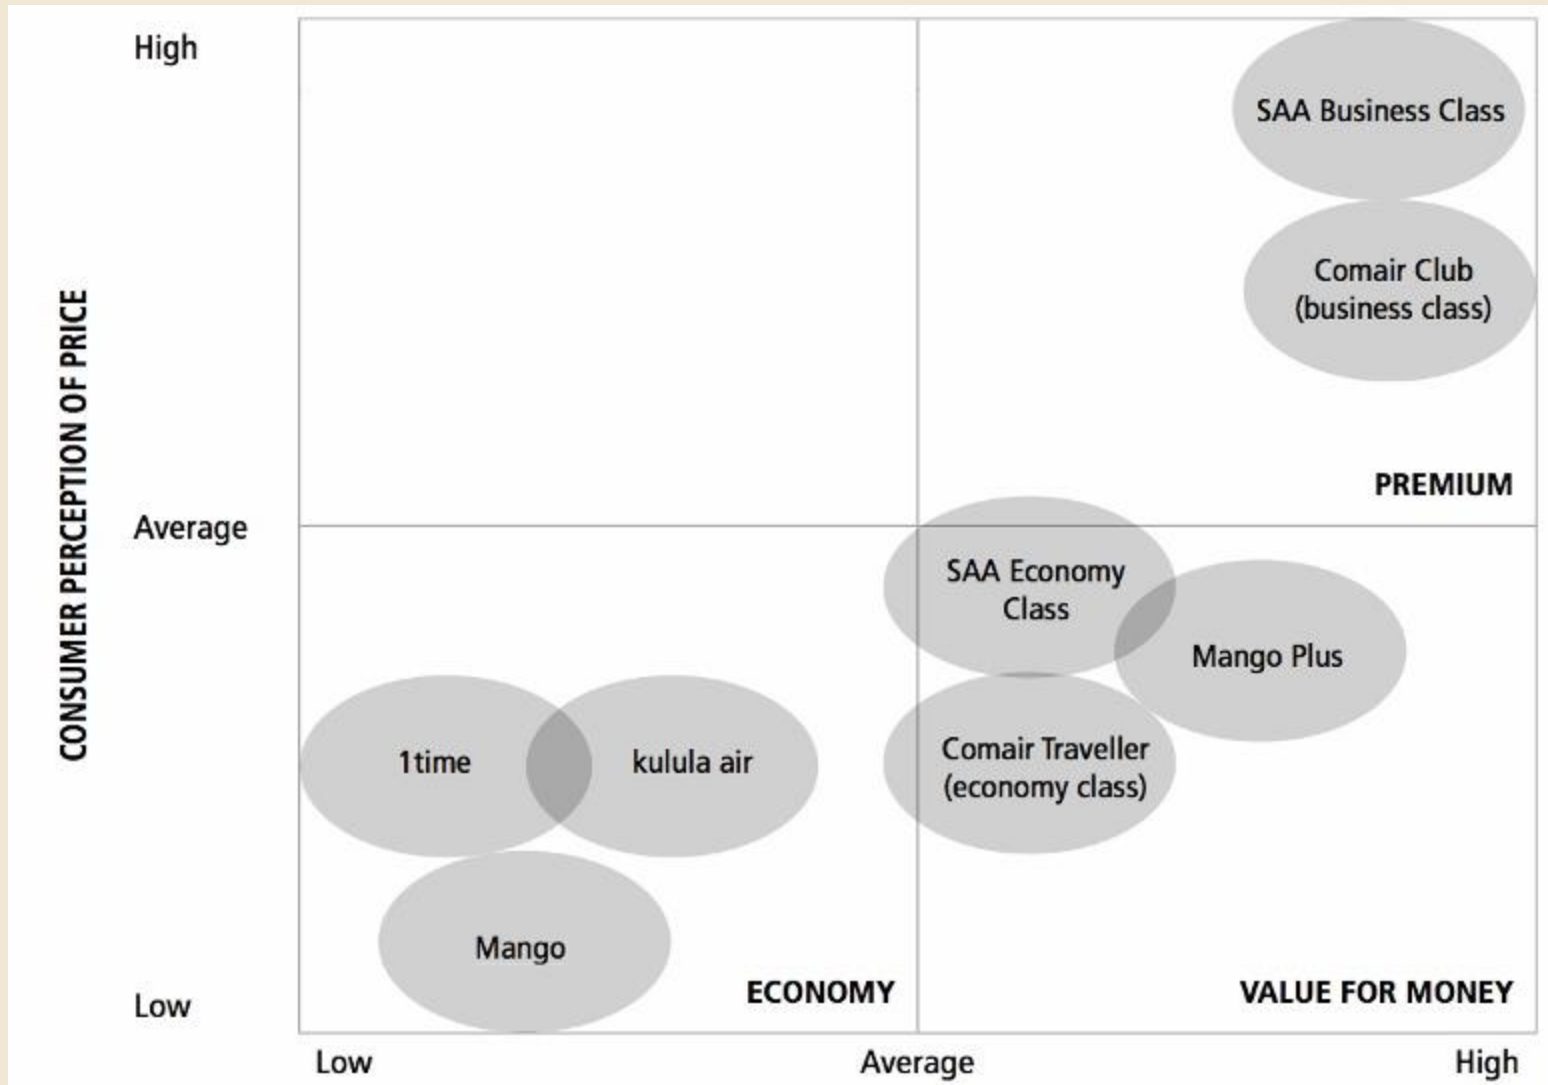 High
SAA Business Class
Comair Club
(business class)
CONSUMER PERCEPTION OF PRICE
PREMIUM
Average
SAA Economy
Class
Mango Plus
1time
kulula air
Comair Traveller
(economy class)
Mango
ECONOMY
VALUE FOR MONEY
Low
Low
Average
High